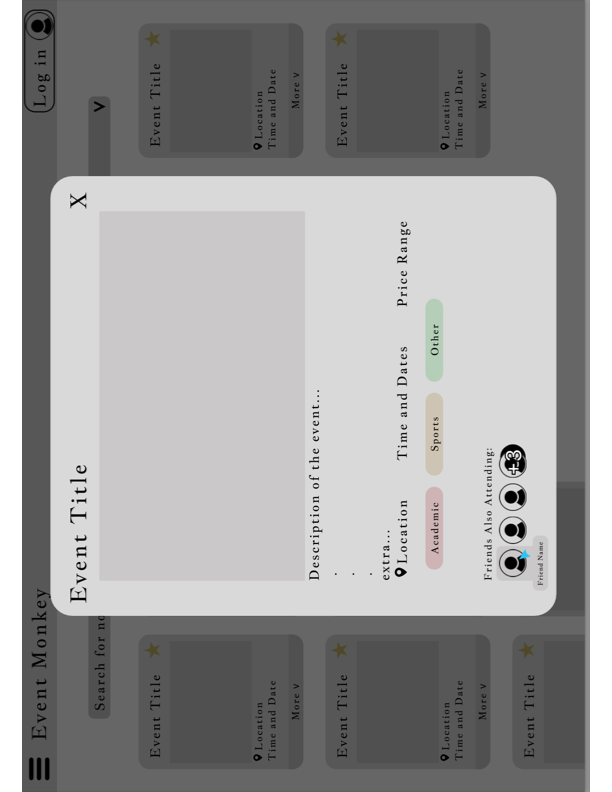 Event Monkey
Log in
Search for no
Event Title
Location
Time and Date
More v
Event Title
Location
Time and Date
More v
Event Title
X
Description of the event...
.
.
.
extra...
Location Time and Dates Price Range
Academic Sports Other
Friends Also Attending:
+3
Friend Name
Event Title
Location
Time and Date
More v
Event Title
Location
Time and Date
More v
Event Title